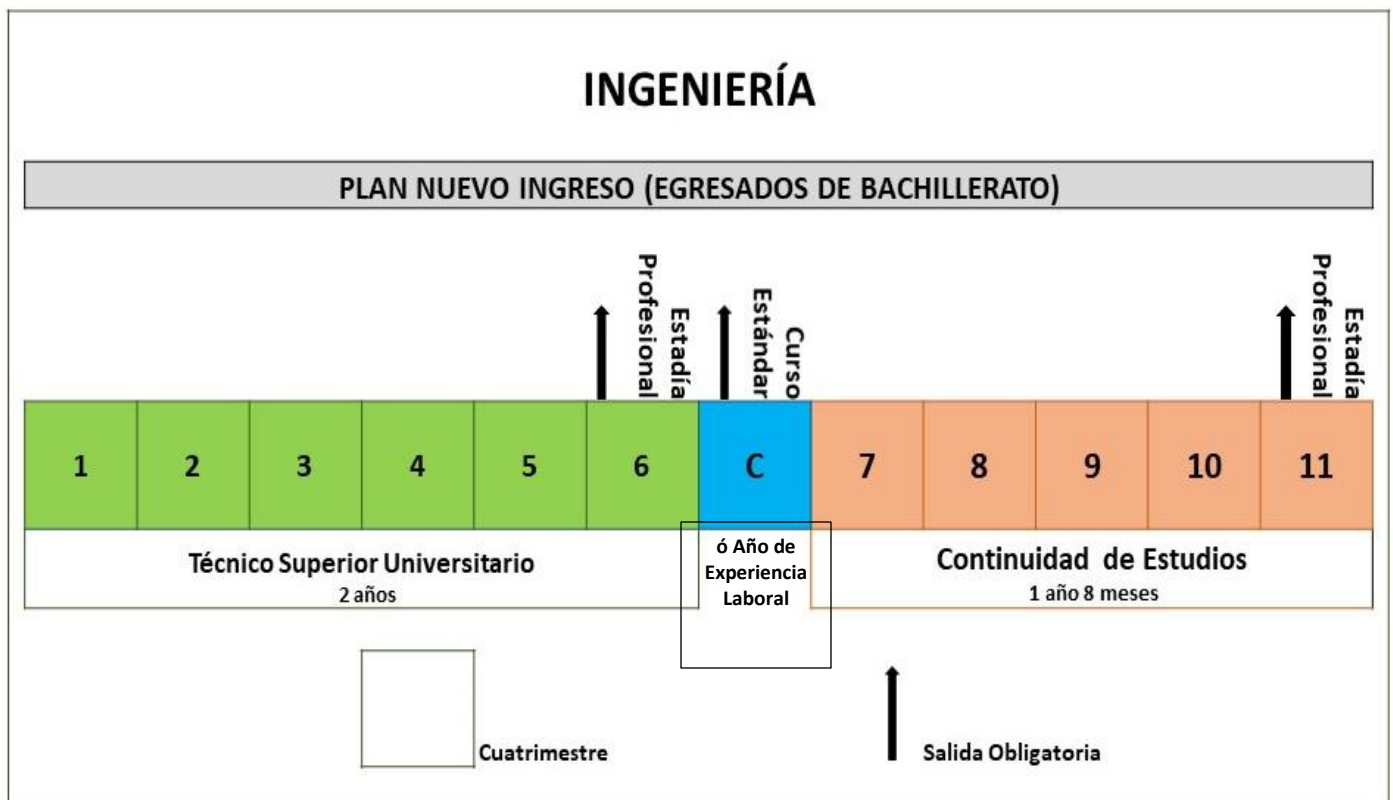 INGENIERÍA
PLAN NUEVO INGRESO (EGRESADOS DE BACHILLERATO)
Estadía
Profesional
Curso
Estándar
Estadía
Profesional
1 2 3 4 5 6 C 7 8 9 10 11
Técnico Superior Universitario
2 años
ó Año de
Experiencia
Laboral
Continuidad de Estudios
1 año 8 meses
Cuatrimestre
Salida Obligatoria